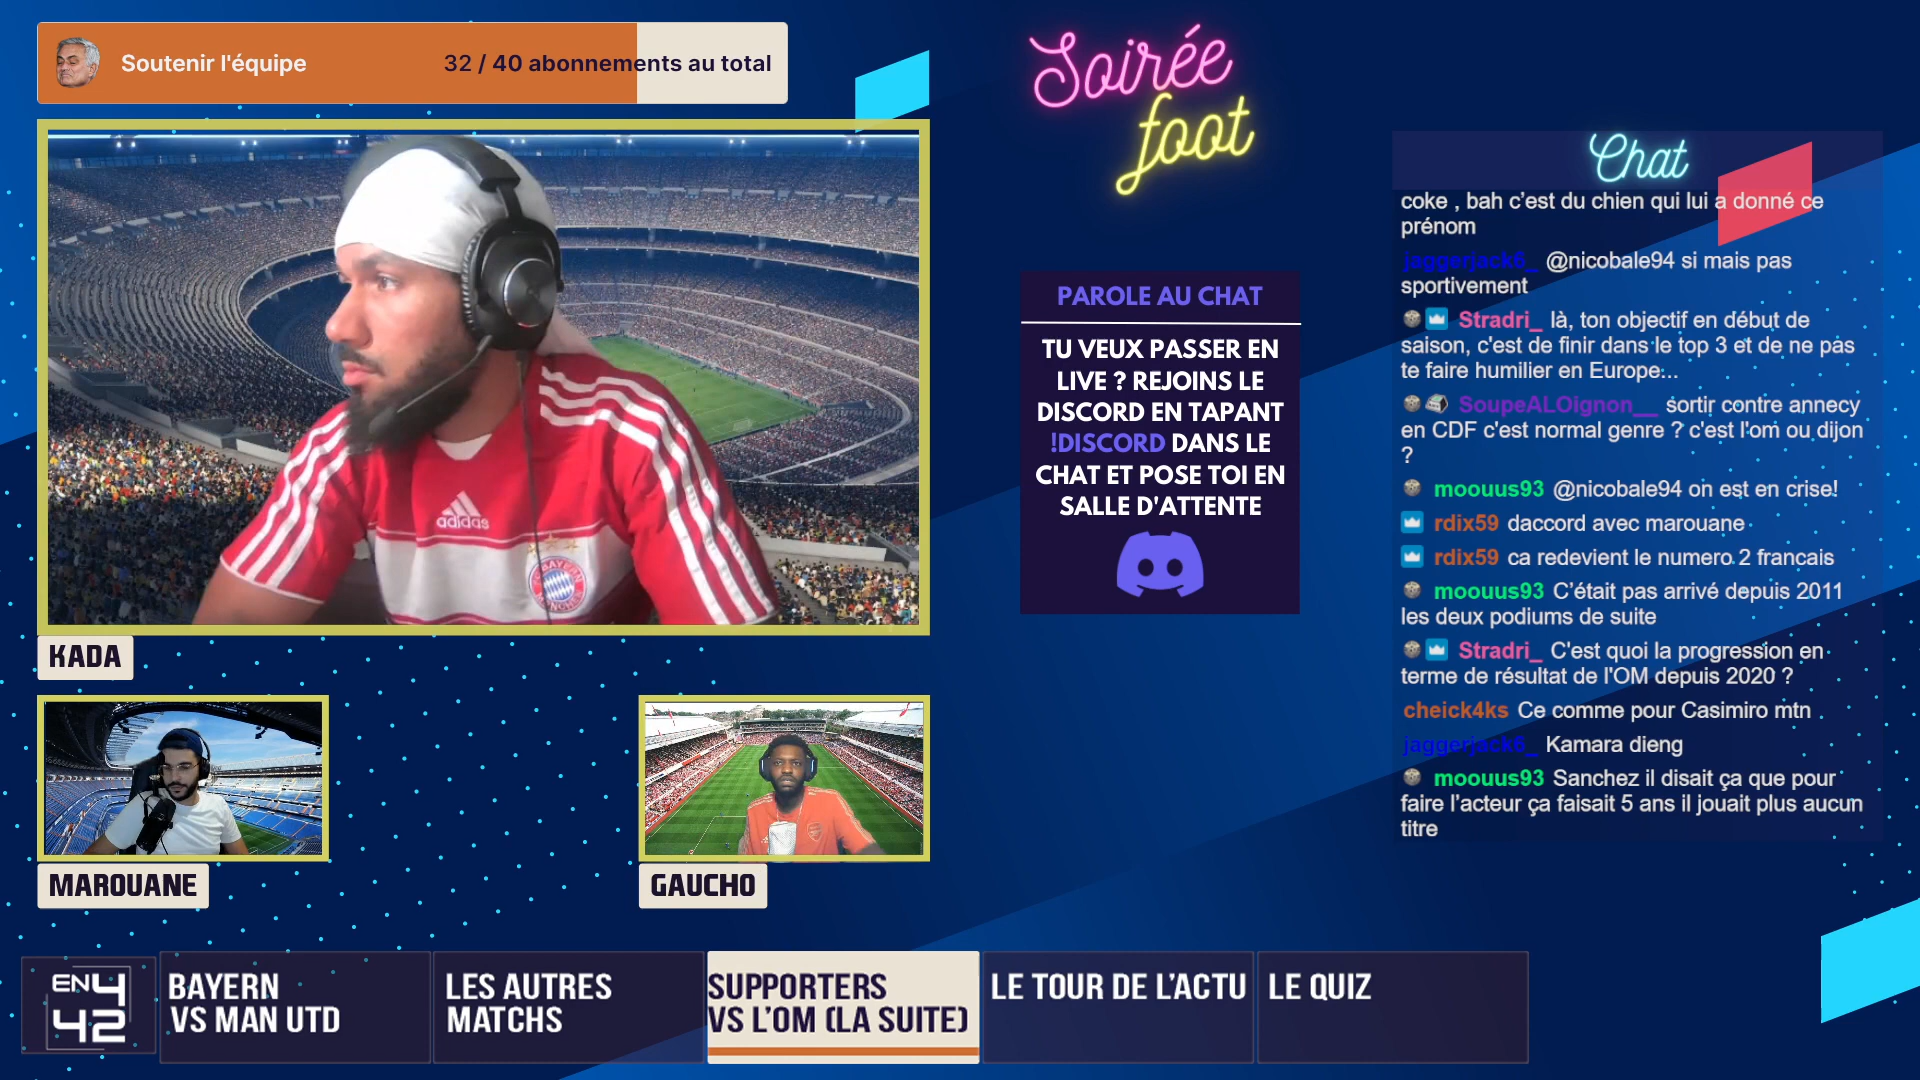 Soutenir l'équipe
32 / 40 abonnements au total
Soirée
foot
adidas
FC BAYERN
MÜNCHEN
KADA
MAROUANE
GAUCHO
PAROLE AU CHAT
TU VEUX PASSER EN
LIVE ? REJOINS LE
DISCORD EN TAPANT
!DISCORD DANS LE
CHAT ET POSE TOI EN
SALLE D'ATTENTE
Chat
coke , bah c’est du chien qui lui a donné ce
prénom
jaggerjack6_ @nicobale94 si mais pas
sportivement
Stradri_ là, ton objectif en début de
saison, c'est de finir dans le top 3 et de ne pas
te faire humilier en Europe...
SoupeALOignon__ sortir contre annecy
en CDF c'est normal genre ? c'est l'om ou dijon
?
moouus93 @nicobale94 on est en crise!
rdix59 daccord avec marouane
rdix59 ca redevient le numero 2 francais
moouus93 C’était pas arrivé depuis 2011
les deux podiums de suite
Stradri_ C'est quoi la progression en
terme de résultat de l'OM depuis 2020 ?
cheick4ks Ce comme pour Casimiro mtn
jaggerjack6_ Kamara dieng
moouus93 Sanchez il disait ça que pour
faire l’acteur ça faisait 5 ans il jouait plus aucun
titre
EN 4
42
BAYERN
VS MAN UTD
LES AUTRES
MATCHS
SUPPORTERS
VS L'OM (LA SUITE)
LE TOUR DE L'ACTU
LE QUIZ